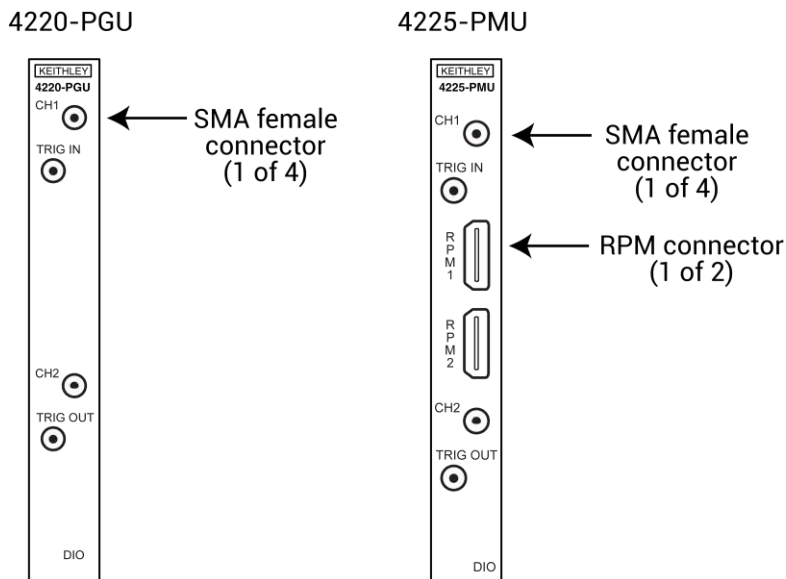 4220-PGU
KEITHLEY
4220-PGU
CH1
SMA female
connector
(1 of 4)
TRIG IN
CH2
TRIG OUT
DIO
4225-PMU
KEITHLEY
4225-PMU
CH1
SMA female
connector
(1 of 4)
TRIG IN
R
P
M
1
RPM connector
(1 of 2)
R
P
M
2
CH2
TRIG OUT
DIO